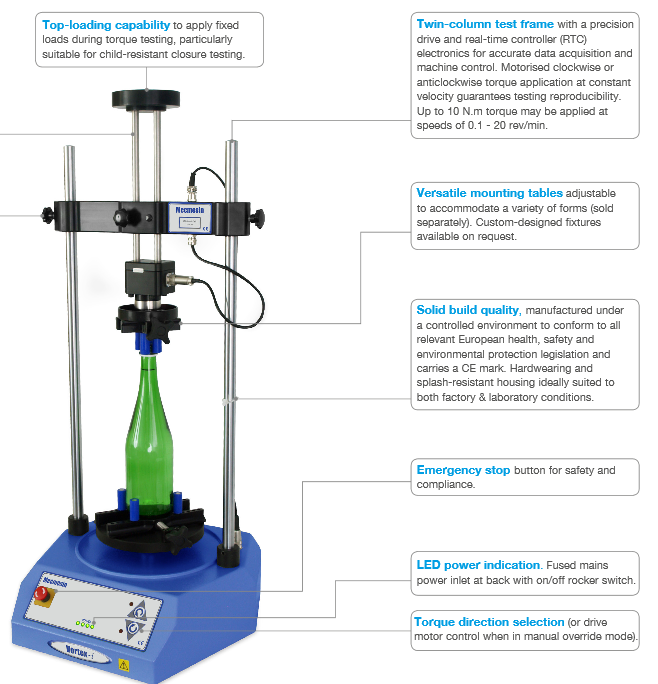 Top-loading capability to apply fixed
loads during torque testing, particularly
suitable for child-resistant closure testing.
Twin-column test frame with a precision
drive and real-time controller (RTC)
electronics for accurate data acquisition and
machine control. Motorised clockwise or
anticlockwise torque application at constant
velocity guarantees testing reproducibility.
Up to 10 N.m torque may be applied at
speeds of 0.1 - 20 rev/min.
Versatile mounting tables adjustable
to accommodate a variety of forms (sold
separately). Custom-designed fixtures
available on request.
Mecmesin
CE
Solid build quality, manufactured under
a controlled environment to conform to all
relevant European health, safety and
environmental protection legislation and
carries a CE mark. Hardwearing and
splash-resistant housing ideally suited to
both factory & laboratory conditions.
Emergency stop button for safety and
compliance.
LED power indication. Fused mains
power inlet at back with on/off rocker switch.
Torque direction selection (or drive
motor control when in manual override mode).
Mecmesin
CE
Vortex-i